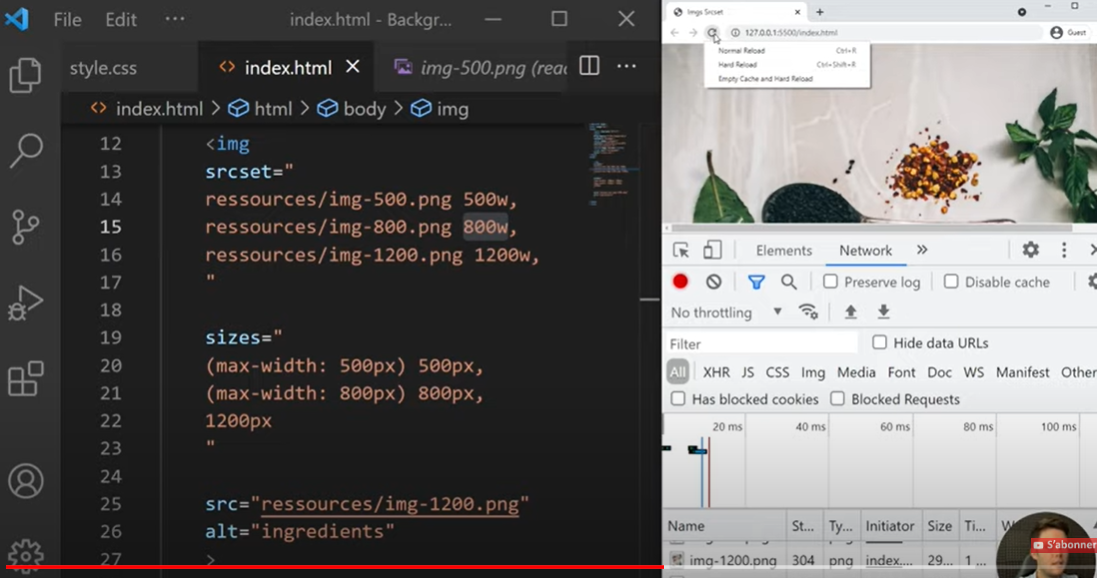 File Edit ··· index.html - Backgr...
style.css index.html img-500.png (read
index.html > html > body > img
12 <img
13 srcset="
14 ressources/img-500.png 500w,
15 ressources/img-800.png 800w,
16 ressources/img-1200.png 1200w,
17 "
18
19 sizes="
20 (max-width: 500px) 500px,
21 (max-width: 800px) 800px,
22 1200px
23 "
24
25 src="ressources/img-1200.png"
26 alt="ingredients"
27 >
Imgs Srcset
127.0.0.1:5500/index.html Guest
Normal Reload Ctrl+R
Hard Reload Ctrl+Shift+R
Empty Cache and Hard Reload
Elements Network »
Preserve log Disable cache
No throttling
Filter Hide data URLs
All XHR JS CSS Img Media Font Doc WS Manifest Other
Has blocked cookies Blocked Requests
20 ms 40 ms 60 ms 80 ms 100 ms
Name St... Ty... Initiator Size Ti...
img-1200.png 304 png index.... 29... 1
S'abonner